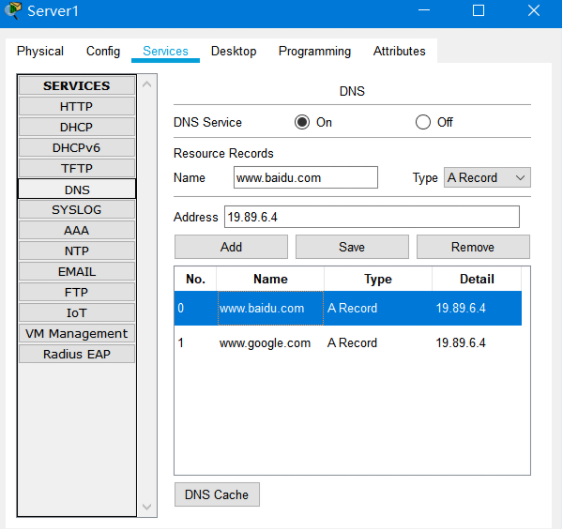 Server1
Physical Config Services Desktop Programming Attributes
SERVICES
HTTP
DHCP
DHCPv6
TFTP
DNS
SYSLOG
AAA
NTP
EMAIL
FTP
IoT
VM Management
Radius EAP
DNS
DNS Service On Off
Resource Records
Name www.baidu.com Type A Record
Address 19.89.6.4
Add Save Remove
No. Name Type Detail
0 www.baidu.com A Record 19.89.6.4
1 www.google.com A Record 19.89.6.4
DNS Cache